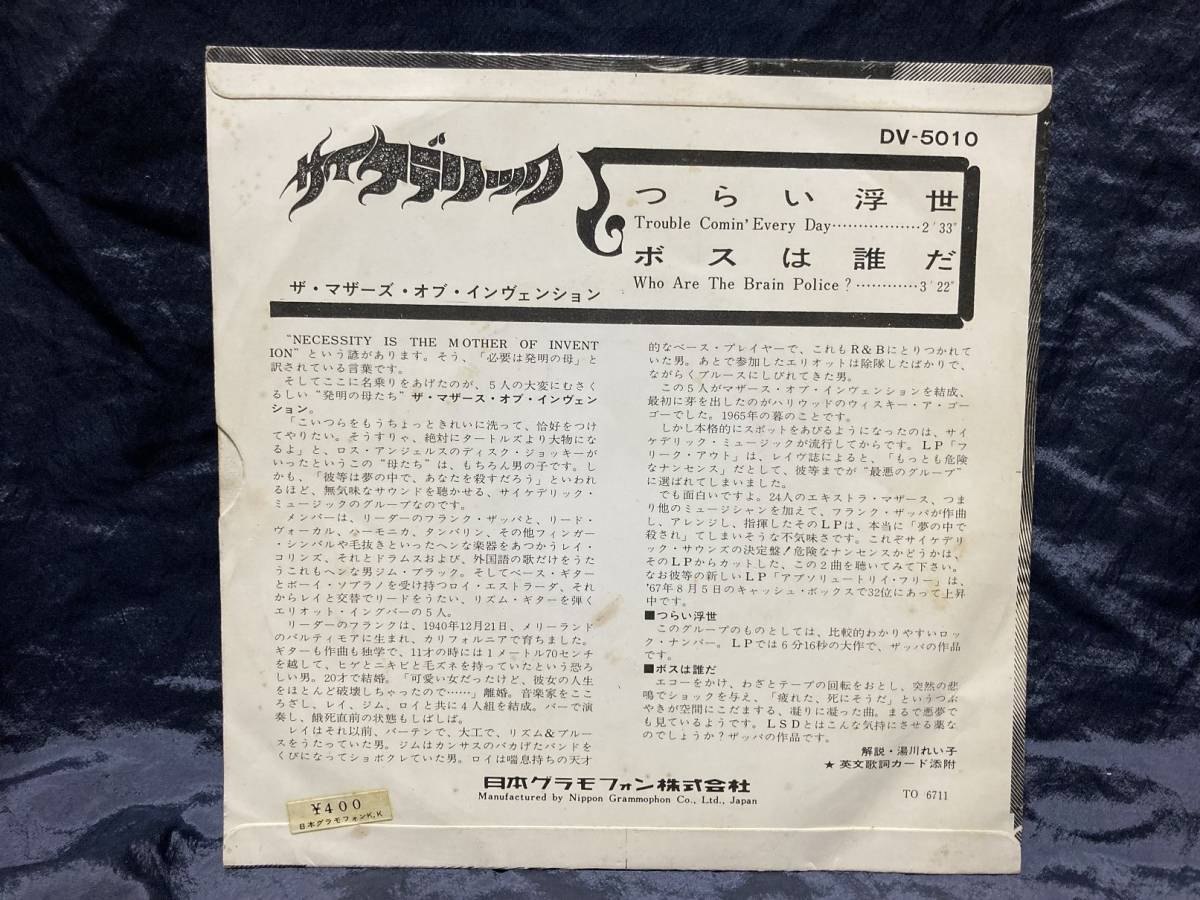 DV-5010
サイケデリック
つらい浮世
Trouble Comin' Every Day………………2'33"
ボスは誰だ
Who Are The Brain Police?…………3'22"
ザ・マザーズ・オブ・インヴェンション
"NECESSITY IS THE MOTHER OF INVENT
ION"という諺があります。そう、「必要は発明の母」と
訳されている言葉です。
そしてここに名乗りをあげたのが、5人の大変にむさく
るしい"発明の母たち"ザ・マザース・オブ・インヴェン
ション。
「こいつらをもうちょっときれいに洗って、恰好をつけ
てやりたい。そうすりゃ、絶対にタートルズより大物にな
るよ」と、ロス・アンジェルスのディスク・ジョッキーが
いったというこの"母たち"は、もちろん男の子です。し
かも、「彼等は夢の中で、あなたを殺すだろう」といわれ
るほど、無気味なサウンドを聴かせる、サイケデリック・
ミュージックのグループなのです。
メンバーは、リーダーのフランク・ザッパと、リード・
ヴォーカル、ハーモニカ、タンバリン、その他フィンガー
・シンバルや毛抜きといったヘンな楽器をあつかうレイ・
コリンズ、それとドラムスおよび、外国語の歌だけをうた
うこれもヘンな男ジム・ブラック。そしてベース・ギター
とボーイ・ソプラノを受け持つロイ・エストラーダ、それ
からレイと交替でリードをうたい、リズム・ギターを弾く
エリオット・イングバーの5人。
リーダーのフランクは、1940年12月21日、メリーランド
のバルティモアに生まれ、カリフォルニアで育ちました。
ギターも作曲も独学で、11才の時には1メートル70センチ
を越して、ヒゲとニキビと毛ズネを持っていたという恐ろ
しい男。20才で結婚。「可愛い女だったけど、彼女の人生
をほとんど破壊しちゃったので……」離婚。音楽家をここ
ろざし、レイ、ジム、ロイと共に4人組を結成。バーで演
奏し、餓死直前の状態もしばしば。
レイはそれ以前、バーテンで、大工で、リズム&ブルー
スをうたっていた男。ジムはカンサスのバカげたバンドを
くびになってショボクレていた男。ロイは喘息持ちの天才
的なベース・プレイヤーで、これもR&Bにとりつかれて
いた男。あとで参加したエリオットは除隊したばかりで、
ながらくブルースにしびれてきた男。
この5人がマザース・オブ・インヴェンションを結成、
最初に芽を出したのがハリウッドのウィスキー・ア・ゴー
ゴーでした。1965年の暮のことです。
しかし本格的にスポットをあびるようになったのは、サイ
ケデリック・ミュージックが流行してからです。LP「フ
リーク・アウト」は、レイヴ誌によると、「もっとも危険
なナンセンス」だとして、彼等までが"最悪のグループ"
に選ばれてしまいました。
でも面白いですよ。24人のエキストラ・マザース、つま
り他のミュージシャンを加えて、フランク・ザッパが作曲
し、アレンジし、指揮したそのLPは、本当に「夢の中で
殺され」てしまいそうな不気味さです。これぞサイケデリ
ック・サウンズの決定盤!危険なナンセンスかどうかは、
そのLPからカットした、この2曲を聴いてみて下さい。
なお彼等の新しいLP「アブソリュートリイ・フリー」は、
'67年8月5日のキャッシュ・ボックスで32位にあって上昇
中です。
■つらい浮世
このグループのものとしては、比較的わかりやすいロッ
ク・ナンバー。LPでは6分16秒の大作で、ザッパの作品
です。
■ボスは誰だ
エコーをかけ、わざとテープの回転をおとし、突然の悲
鳴でショックを与え、「疲れた、死にそうだ」というつぶ
やきが空間にこだまする、凝りに凝った曲。まるで悪夢で
も見ているようです。LSDとはこんな気持にさせる薬な
のでしょうか?ザッパの作品です。
解説・湯川れい子
★英文歌詞カード添附
日本グラモフォン株式会社
Manufactured by Nippon Grammophon Co., Ltd., Japan
TO 6711
¥400
日本グラモフォンK.K